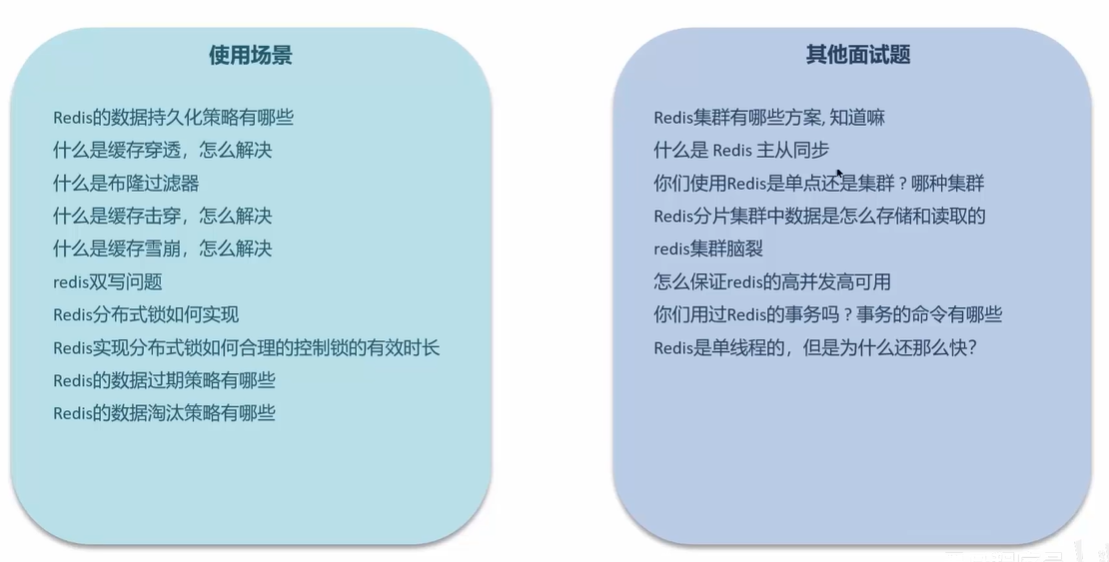 使用场景
Redis的数据持久化策略有哪些
什么是缓存穿透，怎么解决
什么是布隆过滤器
什么是缓存击穿，怎么解决
什么是缓存雪崩，怎么解决
redis双写问题
Redis分布式锁如何实现
Redis实现分布式锁如何合理的控制锁的有效时长
Redis的数据过期策略有哪些
Redis的数据淘汰策略有哪些
其他面试题
Redis集群有哪些方案, 知道嘛
什么是 Redis 主从同步
你们使用Redis是单点还是集群？哪种集群
Redis分片集群中数据是怎么存储和读取的
redis集群脑裂
怎么保证redis的高并发高可用
你们用过Redis的事务吗？事务的命令有哪些
Redis是单线程的，但是为什么还那么快？